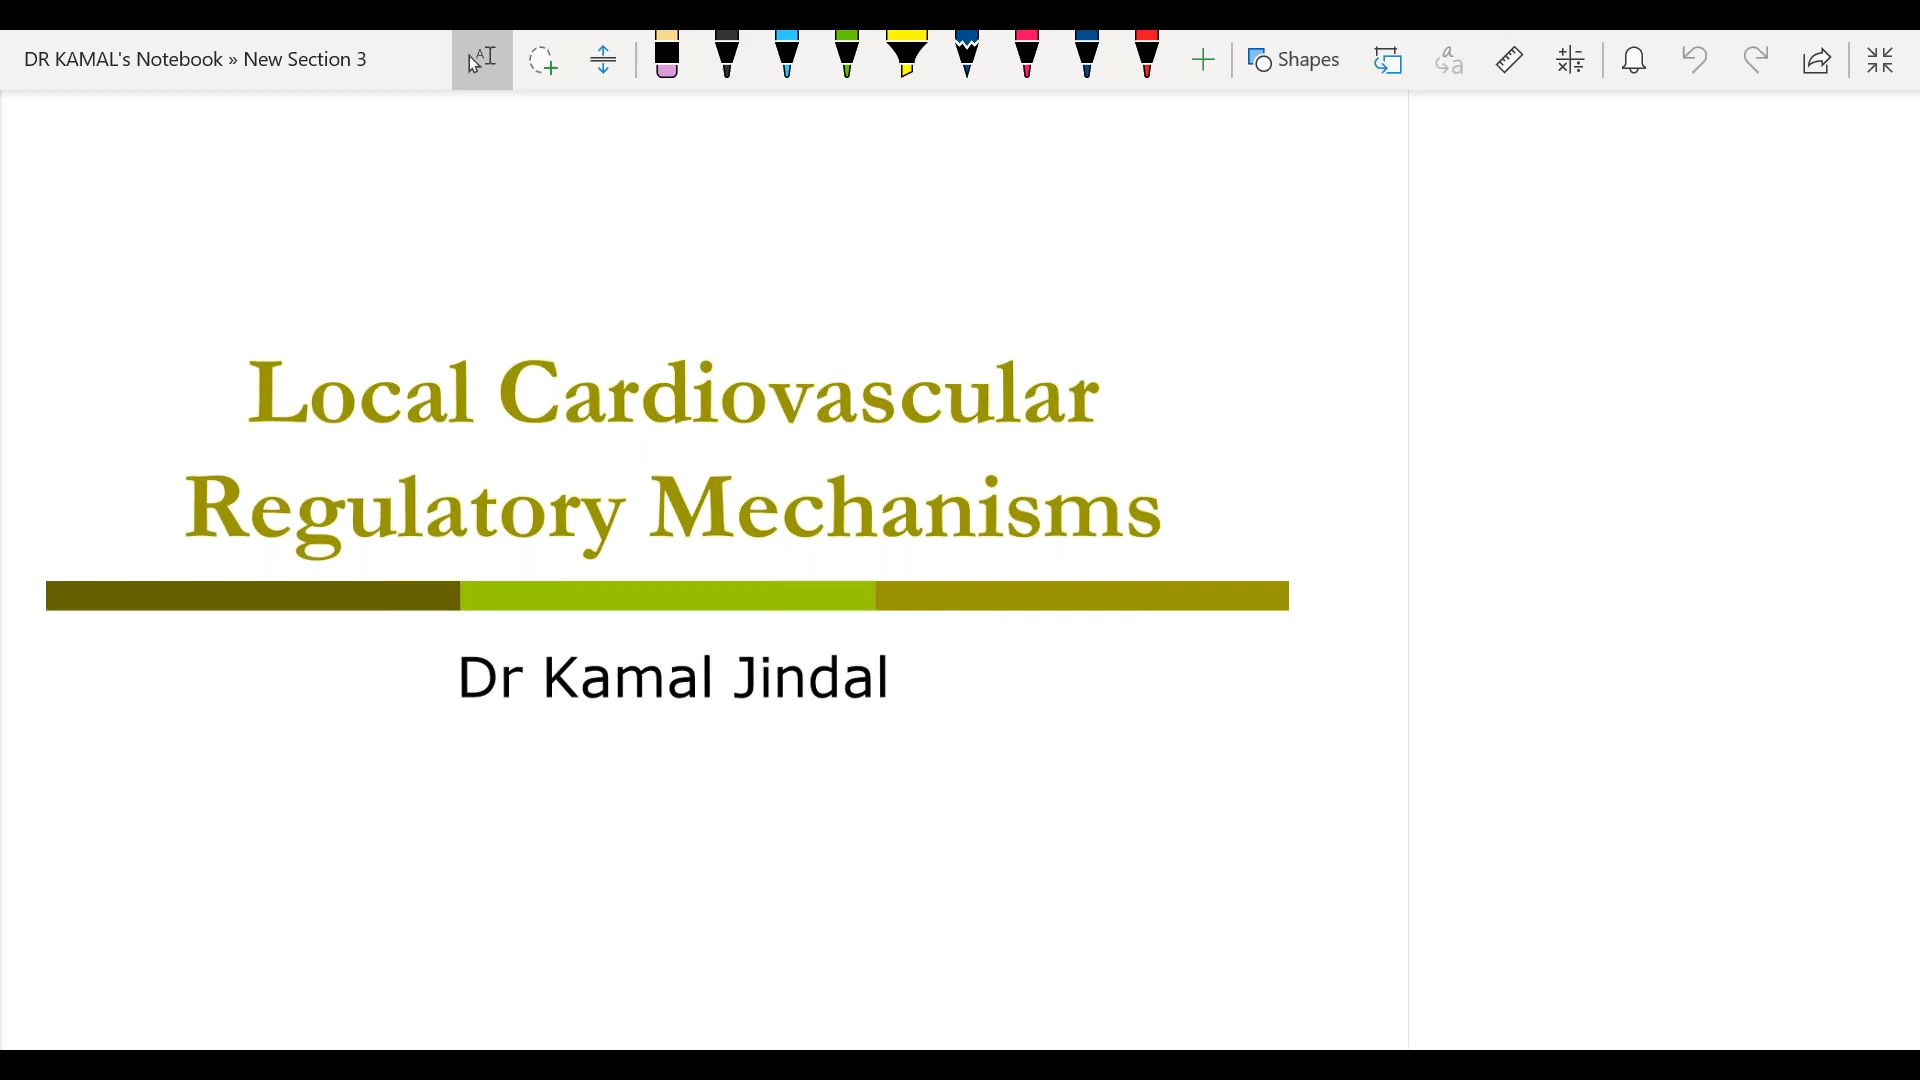 DR KAMAL's Notebook » New Section 3
Shapes
Local Cardiovascular
Regulatory Mechanisms
Dr Kamal Jindal